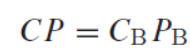 CP = C_B P_B